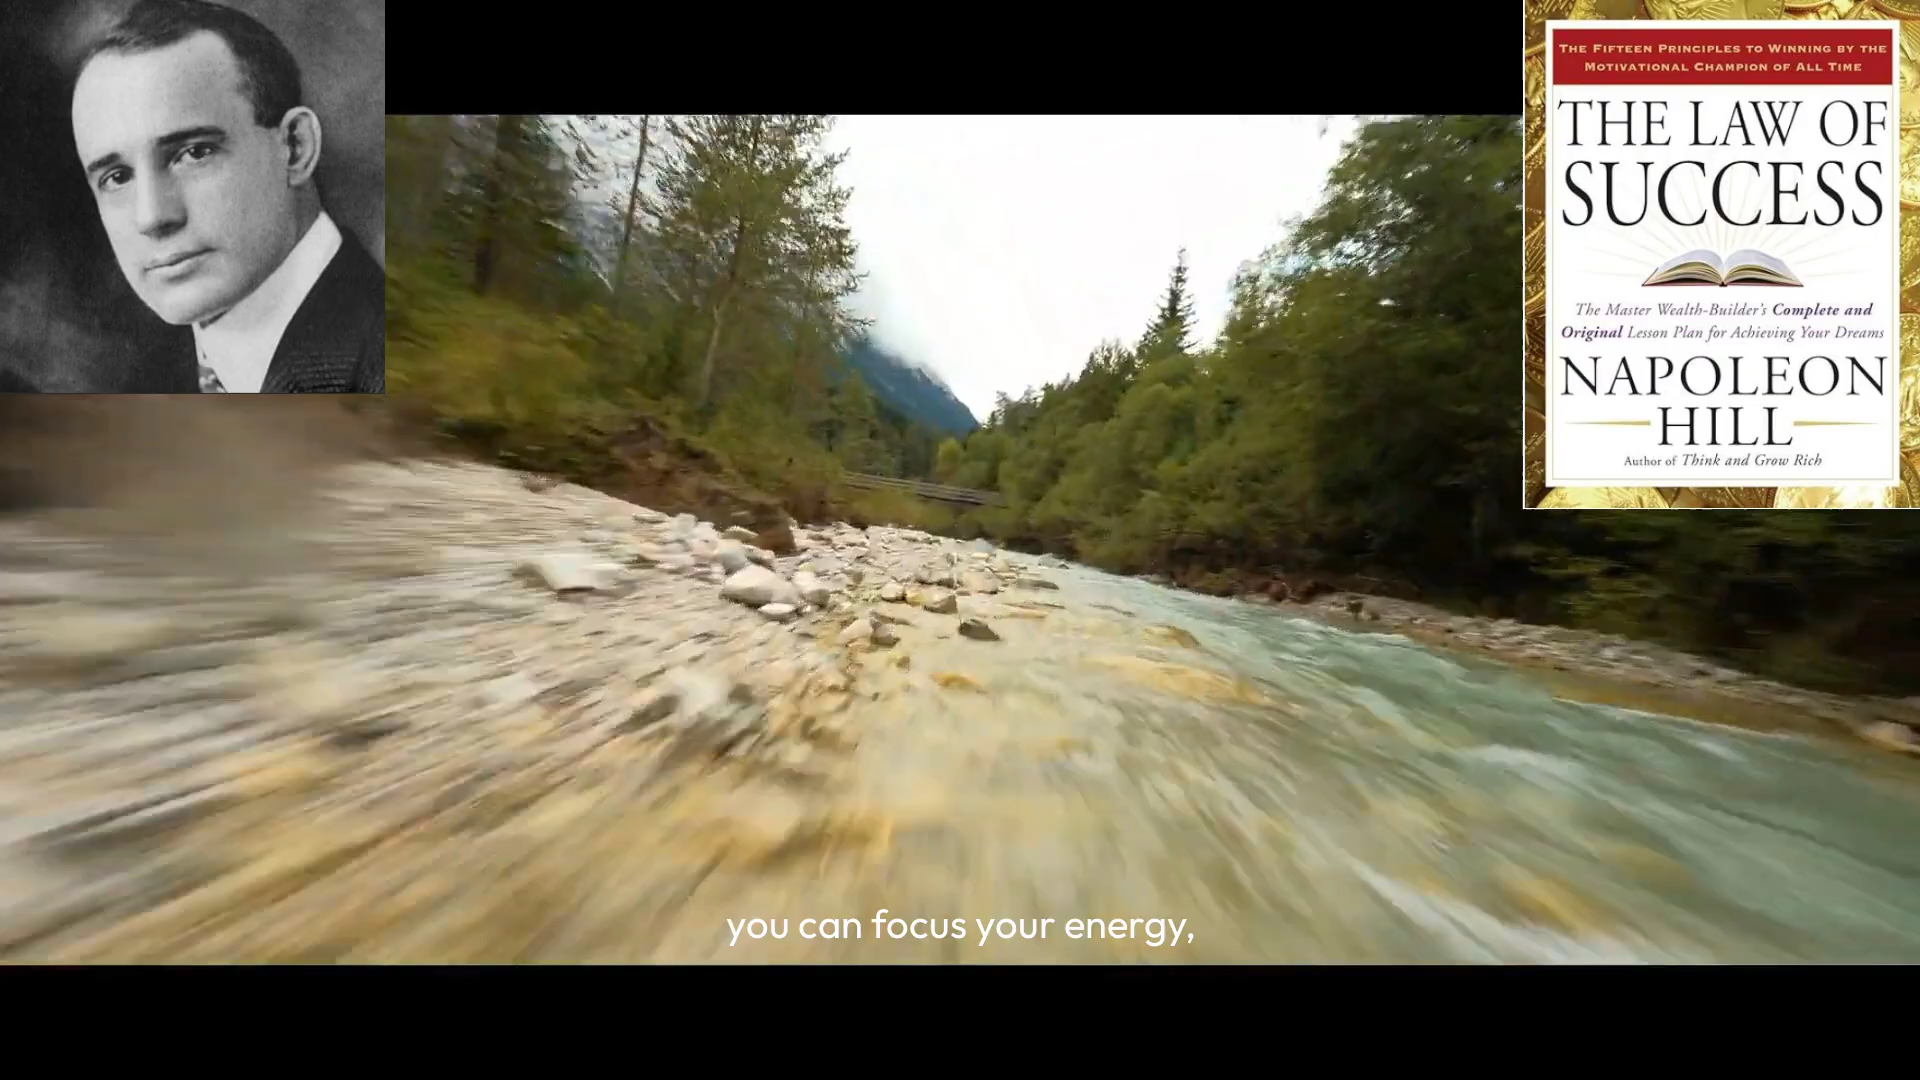 THE FIFTEEN PRINCIPLES TO WINNING BY THE
MOTIVATIONAL CHAMPION OF ALL TIME
THE LAW OF
SUCCESS
The Master Wealth-Builder's Complete and
Original Lesson Plan for Achieving Your Dreams
NAPOLEON
HILL
Author of Think and Grow Rich
you can focus your energy,